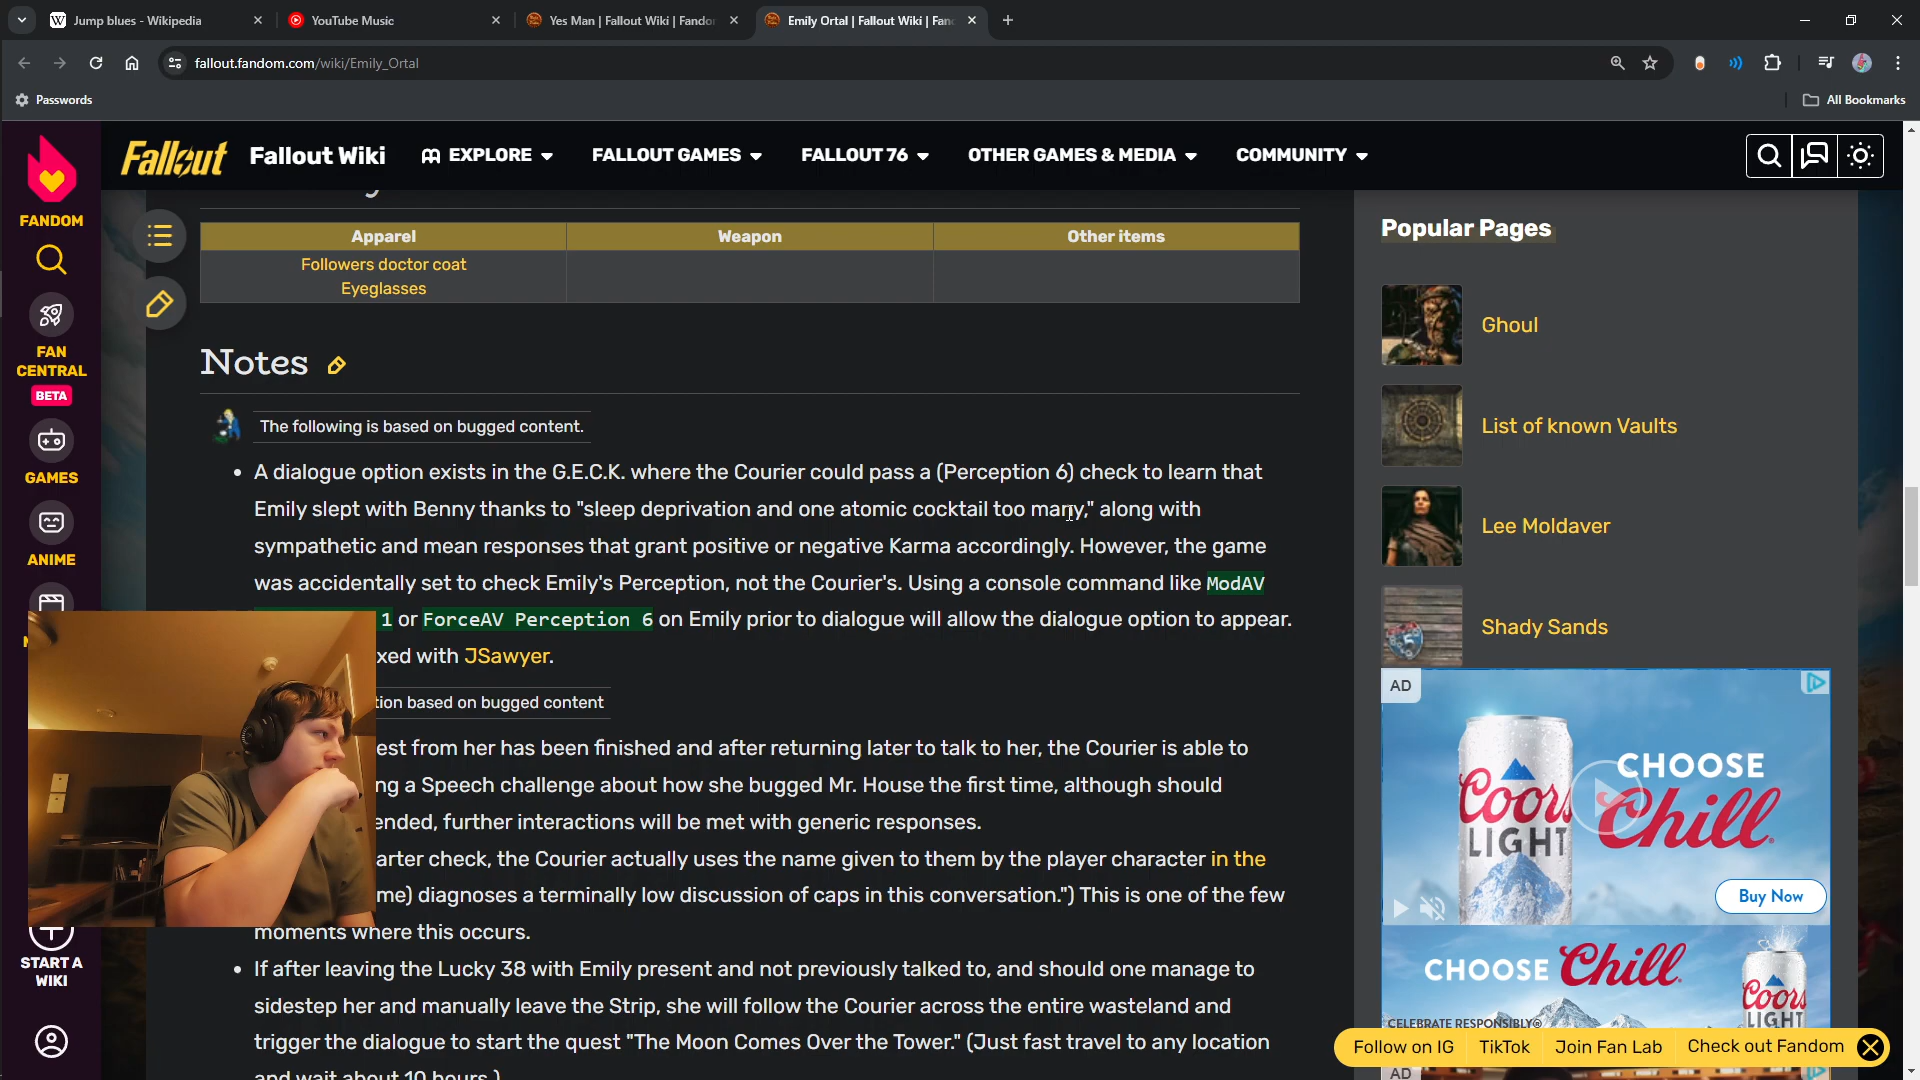 Jump blues - Wikipedia
YouTube Music
Yes Man | Fallout Wiki | Fando
Emily Ortal | Fallout Wiki | Fan
fallout.fandom.com/wiki/Emily_Ortal
Passwords
All Bookmarks
Fallout
Fallout Wiki
EXPLORE
FALLOUT GAMES
FALLOUT 76
OTHER GAMES & MEDIA
COMMUNITY
FANDOM
FAN
CENTRAL
BETA
GAMES
ANIME
START A
WIKI
Apparel Weapon Other items
Followers doctor coat
Eyeglasses
Notes
The following is based on bugged content.
• A dialogue option exists in the G.E.C.K. where the Courier could pass a (Perception 6) check to learn that
Emily slept with Benny thanks to "sleep deprivation and one atomic cocktail too many," along with
sympathetic and mean responses that grant positive or negative Karma accordingly. However, the game
was accidentally set to check Emily's Perception, not the Courier's. Using a console command like ModAV
1 or ForceAV Perception 6 on Emily prior to dialogue will allow the dialogue option to appear.
xed with JSawyer.
tion based on bugged content
est from her has been finished and after returning later to talk to her, the Courier is able to
ng a Speech challenge about how she bugged Mr. House the first time, although should
ended, further interactions will be met with generic responses.
arter check, the Courier actually uses the name given to them by the player character in the
me) diagnoses a terminally low discussion of caps in this conversation.") This is one of the few
moments where this occurs.
• If after leaving the Lucky 38 with Emily present and not previously talked to, and should one manage to
sidestep her and manually leave the Strip, she will follow the Courier across the entire wasteland and
trigger the dialogue to start the quest "The Moon Comes Over the Tower." (Just fast travel to any location
and wait about 10 hours.)
Popular Pages
Ghoul
List of known Vaults
Lee Moldaver
Shady Sands
AD
Coors
LIGHT
CHOOSE
Chill
Buy Now
CHOOSE Chill
Coors
LIGHT
CELEBRATE RESPONSIBLY®
Follow on IG
TikTok
Join Fan Lab
Check out Fandom
AD